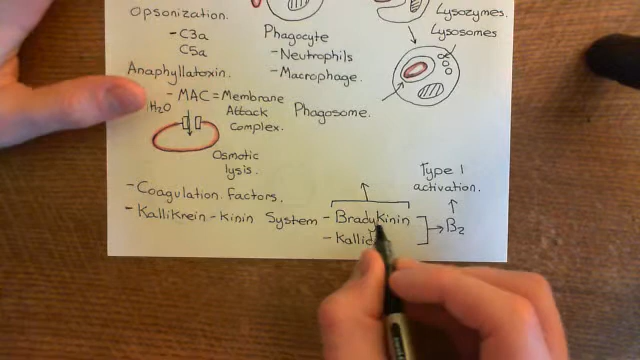 Opsonization.
- C3a
C5a
Anaphyllatoxin.
- MAC = Membrane
Attack
Complex.
H2O
Osmotic
lysis.
Phagocyte
- Neutrophils
- Macrophage.
Phagosome.
Lysozymes.
Lysosomes
- Coagulation Factors.
- Kallikrein - Kinin System - Bradykinin
B2
Type 1
activation.